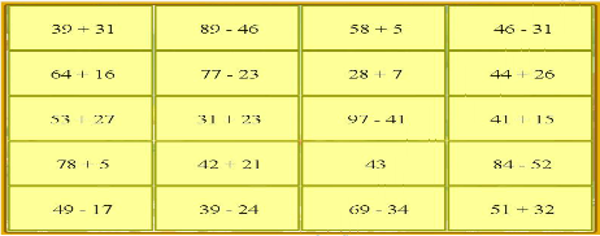 39 + 31 89 - 46 58 + 5 46 - 31
64 + 16 77 - 23 28 + 7 44 + 26
53 + 27 31 + 23 97 - 41 41 + 15
78 + 5 42 + 21 43 84 - 52
49 - 17 39 - 24 69 - 34 51 + 32